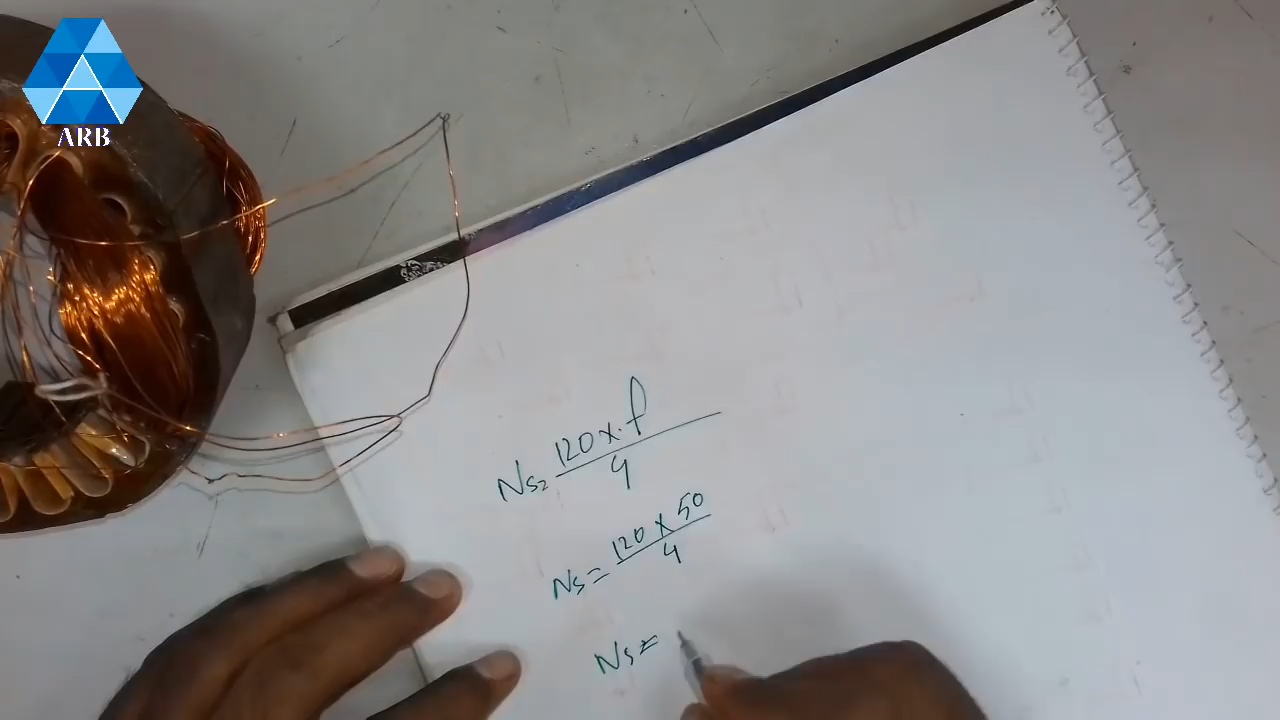 ARB
Ns= 120 x. f
4
Ns = 120 x 50
4
Ns =